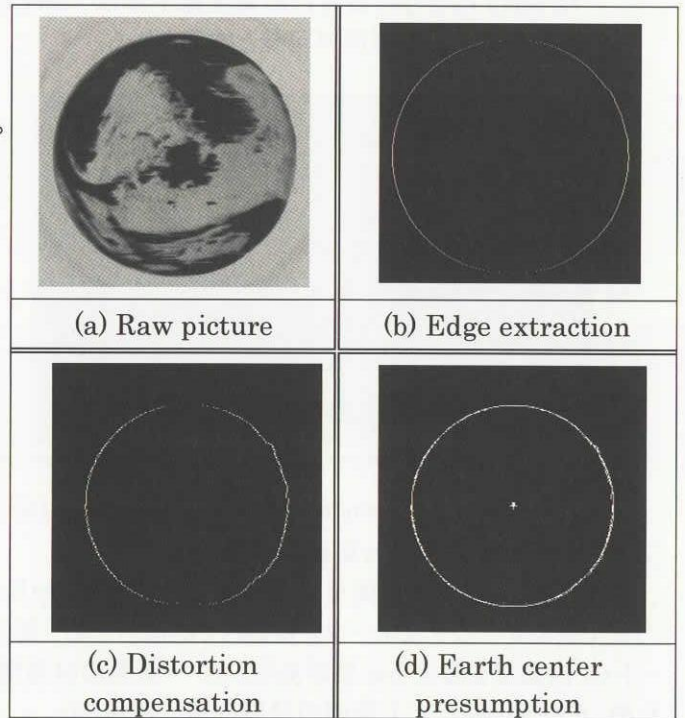 (a) Raw picture
(b) Edge extraction
(c) Distortion
compensation
(d) Earth center
presumption